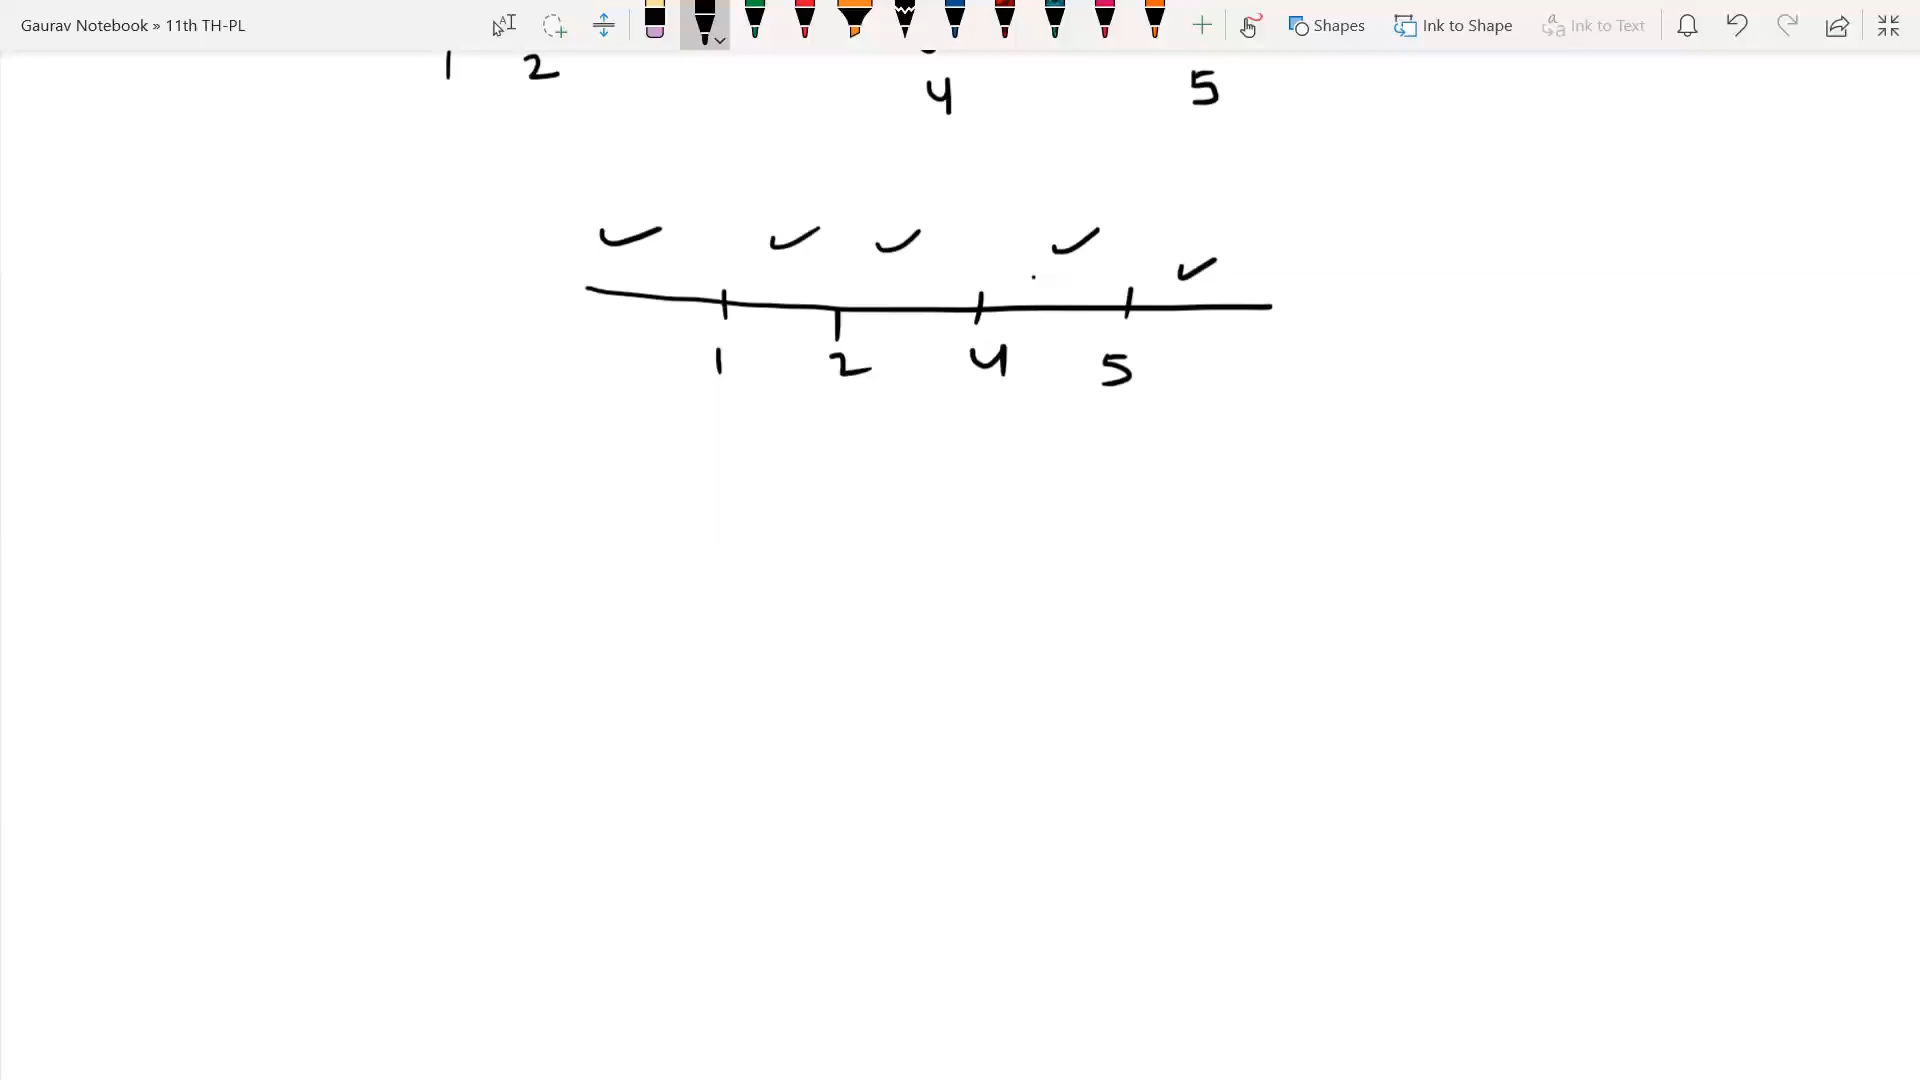 Gaurav Notebook » 11th TH-PL
Shapes
Ink to Shape
Ink to Text
1 2 4 5
1 2 4 5